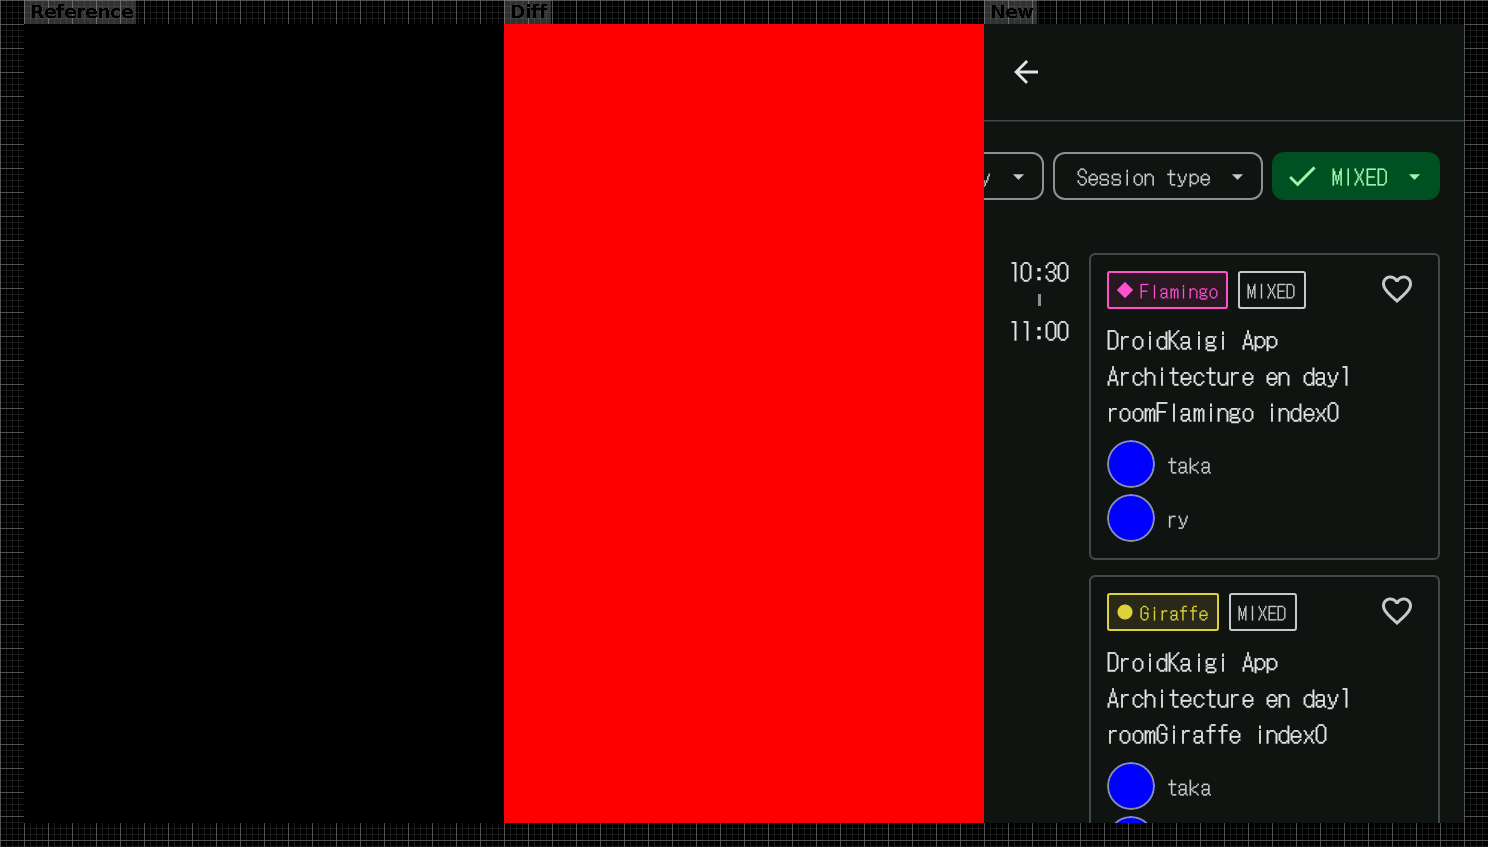 Reference
Diff
New
y
Session type
MIXED
10:30
11:00
Flamingo
MIXED
DroidKaigi App
Architecture en day1
roomFlamingo index0
taka
ry
Giraffe
MIXED
DroidKaigi App
Architecture en day1
roomGiraffe index0
taka